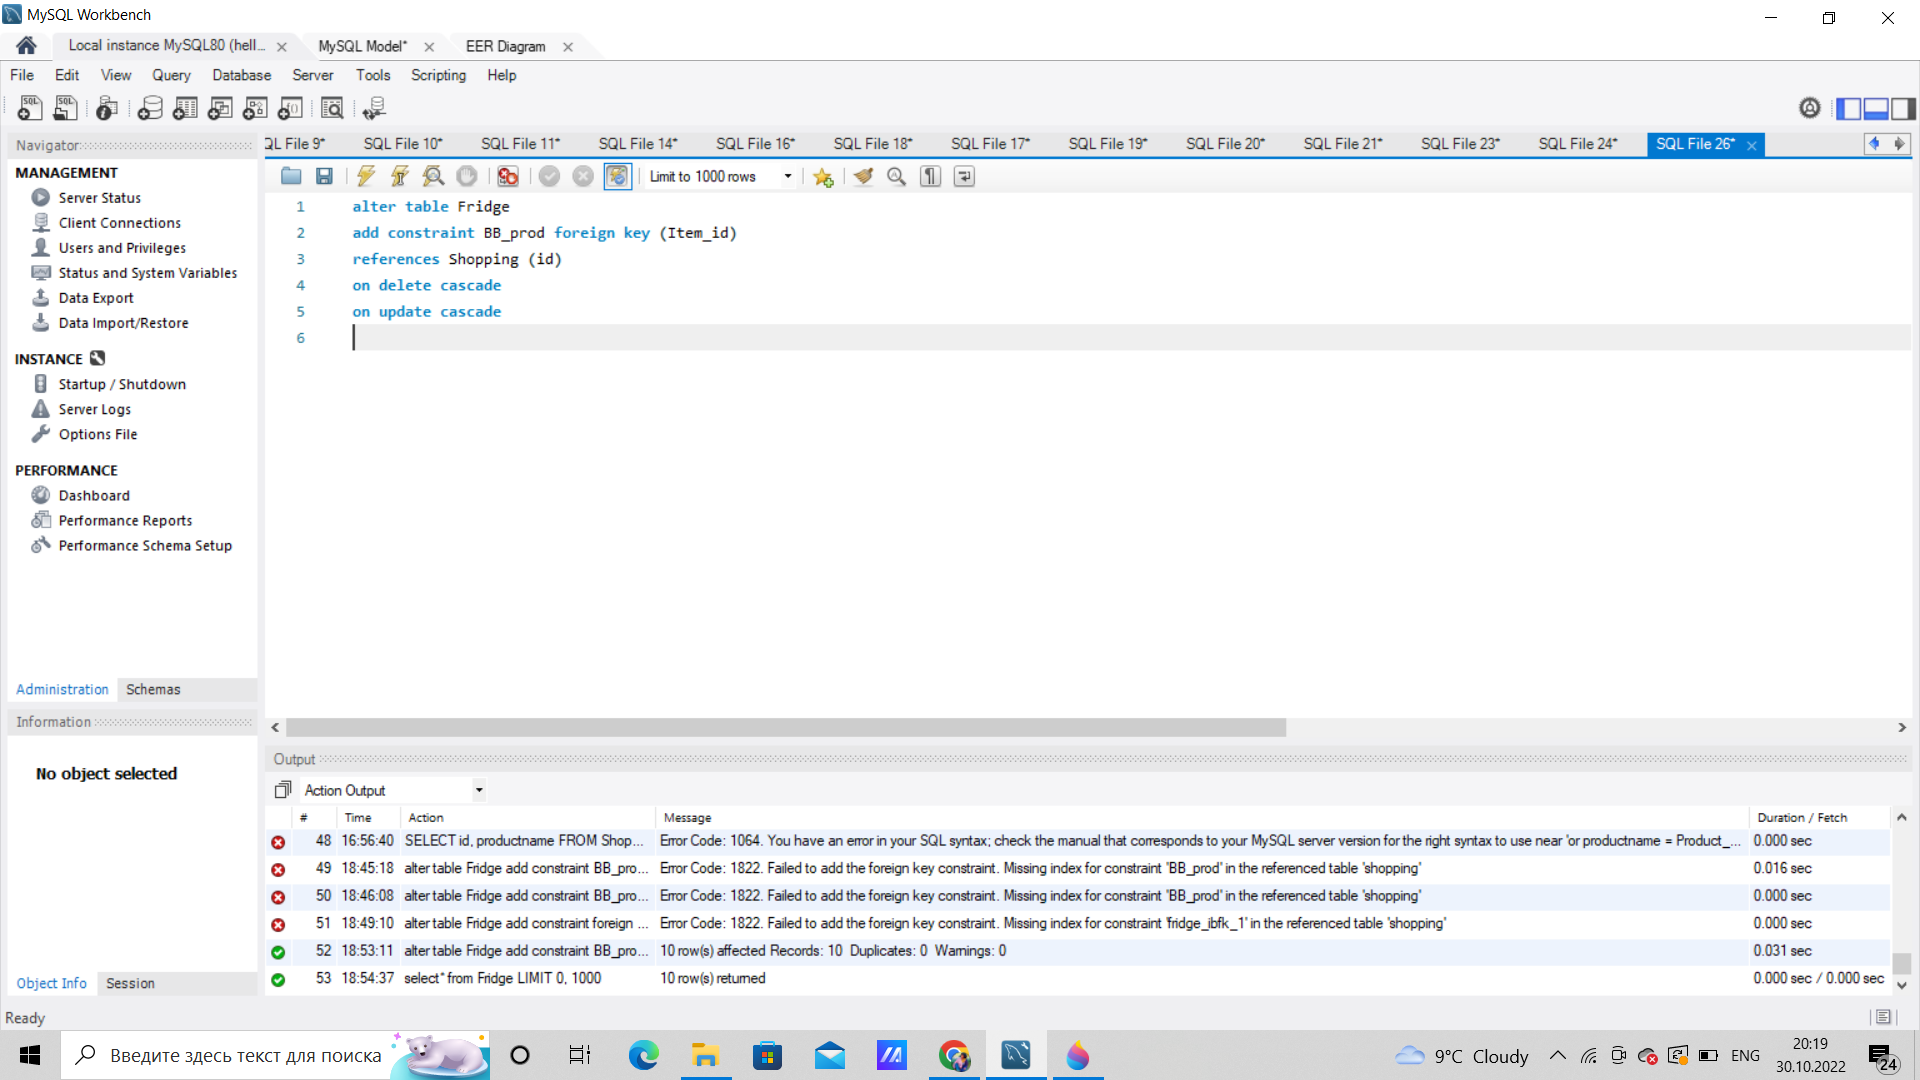 MySQL Workbench
Local instance MySQL80 (hell...
MySQL Model*
EER Diagram
File Edit View Query Database Server Tools Scripting Help
Navigator
QL File 9* SQL File 10* SQL File 11* SQL File 14* SQL File 16* SQL File 18* SQL File 17* SQL File 19* SQL File 20* SQL File 21* SQL File 23* SQL File 24* SQL File 26*
Limit to 1000 rows
MANAGEMENT
Server Status
Client Connections
Users and Privileges
Status and System Variables
Data Export
Data Import/Restore
INSTANCE
Startup / Shutdown
Server Logs
Options File
PERFORMANCE
Dashboard
Performance Reports
Performance Schema Setup
Administration Schemas
Information
No object selected
Object Info Session
1 alter table Fridge
2 add constraint BB_prod foreign key (Item_id)
3 references Shopping (id)
4 on delete cascade
5 on update cascade
6
Output
Action Output
# Time Action Message Duration / Fetch
48 16:56:40 SELECT id, productname FROM Shop... Error Code: 1064. You have an error in your SQL syntax; check the manual that corresponds to your MySQL server version for the right syntax to use near 'or productname = Product_... 0.000 sec
49 18:45:18 alter table Fridge add constraint BB_pro... Error Code: 1822. Failed to add the foreign key constraint. Missing index for constraint 'BB_prod' in the referenced table 'shopping' 0.016 sec
50 18:46:08 alter table Fridge add constraint BB_pro... Error Code: 1822. Failed to add the foreign key constraint. Missing index for constraint 'BB_prod' in the referenced table 'shopping' 0.000 sec
51 18:49:10 alter table Fridge add constraint foreign ... Error Code: 1822. Failed to add the foreign key constraint. Missing index for constraint 'fridge_ibfk_1' in the referenced table 'shopping' 0.000 sec
52 18:53:11 alter table Fridge add constraint BB_pro... 10 row(s) affected Records: 10 Duplicates: 0 Warnings: 0 0.031 sec
53 18:54:37 select* from Fridge LIMIT 0, 1000 10 row(s) returned 0.000 sec / 0.000 sec
Ready
Введите здесь текст для поиска
9°C Cloudy
ENG
20:19
30.10.2022
24